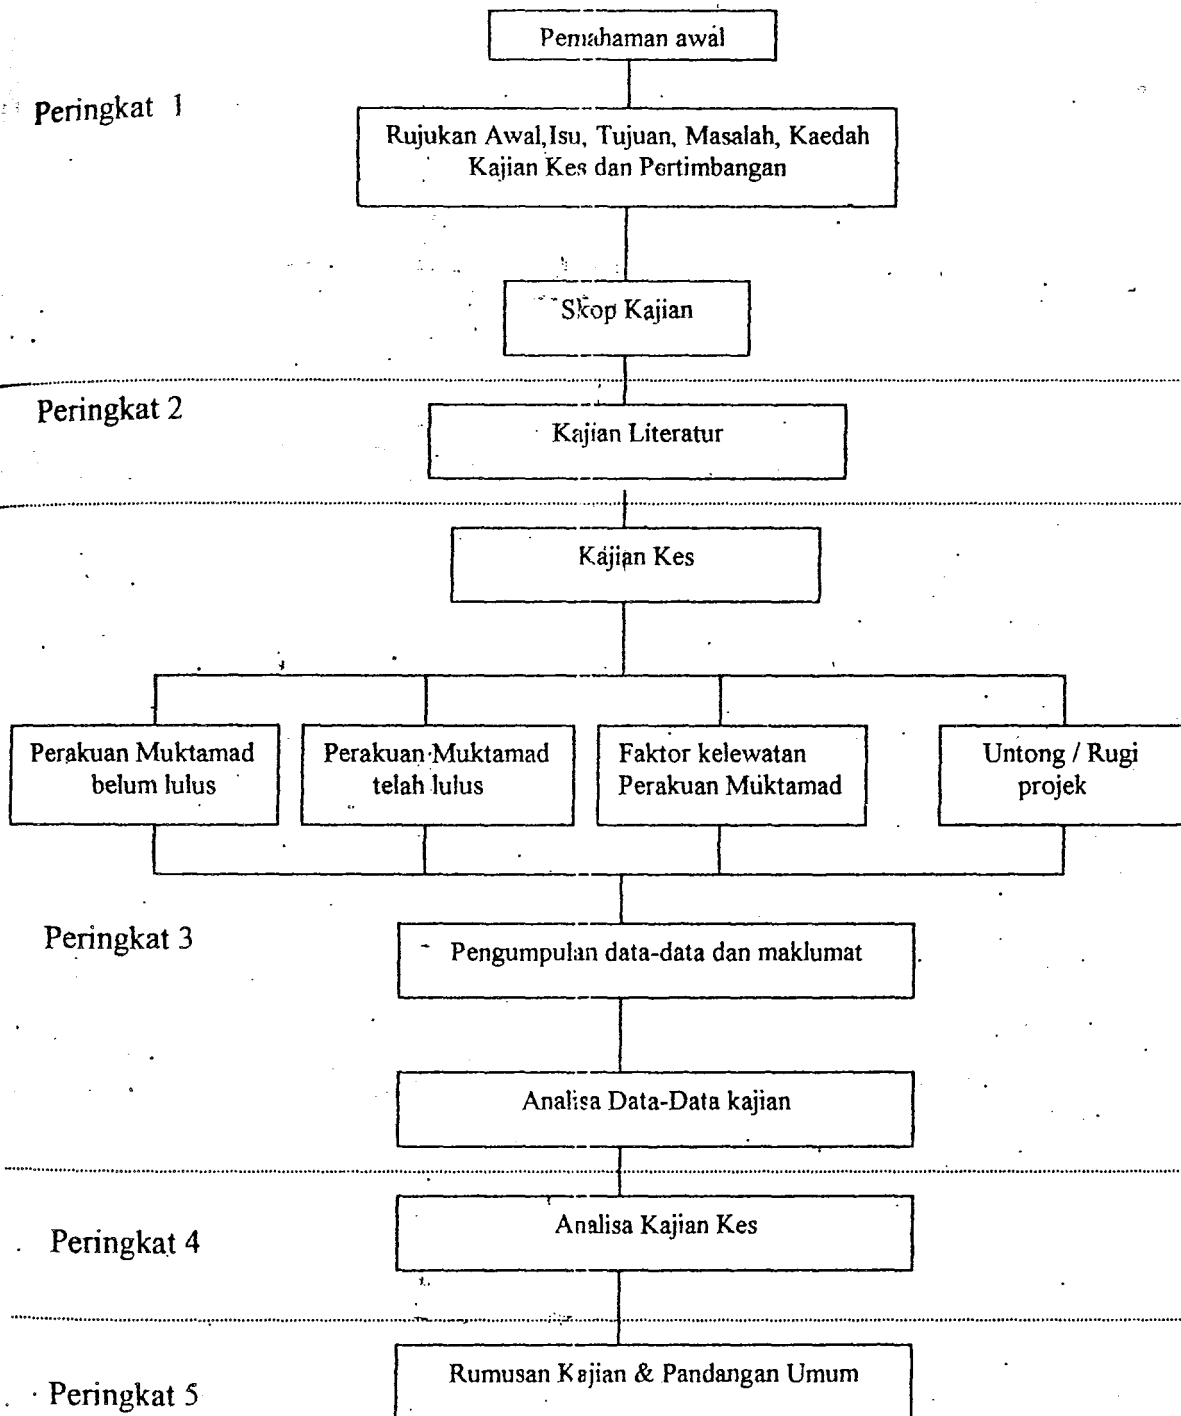 Pemahaman awal
Peringkat 1
Rujukan Awal,Isu, Tujuan, Masalah, Kaedah
Kajian Kes dan Pertimbangan
Skop Kajian
Peringkat 2
Kajian Literatur
Kajian Kes
Perakuan Muktamad
belum lulus
Perakuan Muktamad
telah lulus
Faktor kelewatan
Perakuan Muktamad
Untong / Rugi
projek
Peringkat 3
Pengumpulan data-data dan maklumat
Analisa Data-Data kajian
Peringkat 4
Analisa Kajian Kes
Rumusan Kajian & Pandangan Umum
Peringkat 5